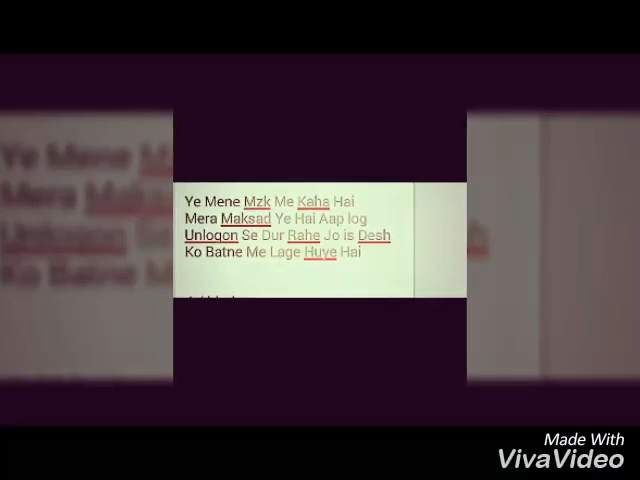 Ye Mene Mzk Me Kaha Hai
Mera Maksad Ye Hai Aap log
Unlogon Se Dur Rahe Jo is Desh
Ko Batne Me Lage Huye Hai
Made With
VivaVideo